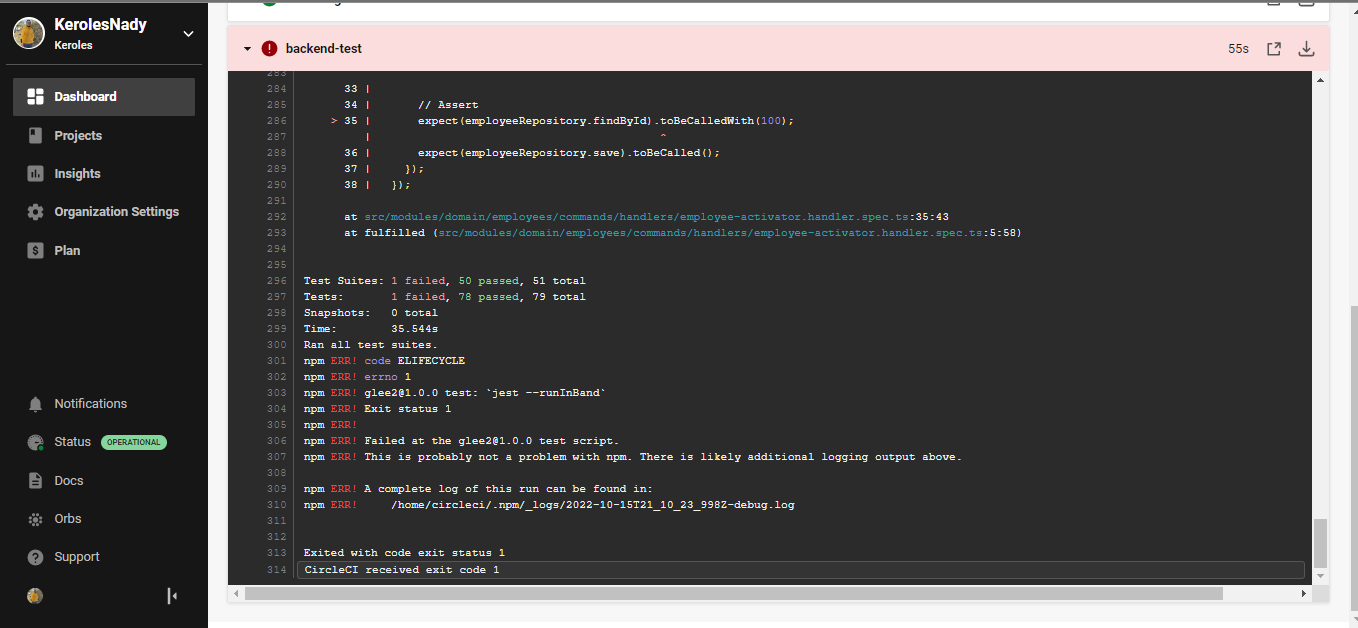 KerolesNady
Keroles
Dashboard
Projects
Insights
Organization Settings
Plan
Notifications
Status OPERATIONAL
Docs
Orbs
Support
backend-test 55s
283
284 33 |
285 34 | // Assert
286 > 35 | expect(employeeRepository.findById).toBeCalledWith(100);
287 | ^
288 36 | expect(employeeRepository.save).toBeCalled();
289 37 | });
290 38 | });
291
292 at src/modules/domain/employees/commands/handlers/employee-activator.handler.spec.ts:35:43
293 at fulfilled (src/modules/domain/employees/commands/handlers/employee-activator.handler.spec.ts:5:58)
294
295
296 Test Suites: 1 failed, 50 passed, 51 total
297 Tests: 1 failed, 78 passed, 79 total
298 Snapshots: 0 total
299 Time: 35.544s
300 Ran all test suites.
301 npm ERR! code ELIFECYCLE
302 npm ERR! errno 1
303 npm ERR! glee2@1.0.0 test: `jest --runInBand`
304 npm ERR! Exit status 1
305 npm ERR!
306 npm ERR! Failed at the glee2@1.0.0 test script.
307 npm ERR! This is probably not a problem with npm. There is likely additional logging output above.
308
309 npm ERR! A complete log of this run can be found in:
310 npm ERR! /home/circleci/.npm/_logs/2022-10-15T21_10_23_998Z-debug.log
311
312
313 Exited with code exit status 1
314 CircleCI received exit code 1